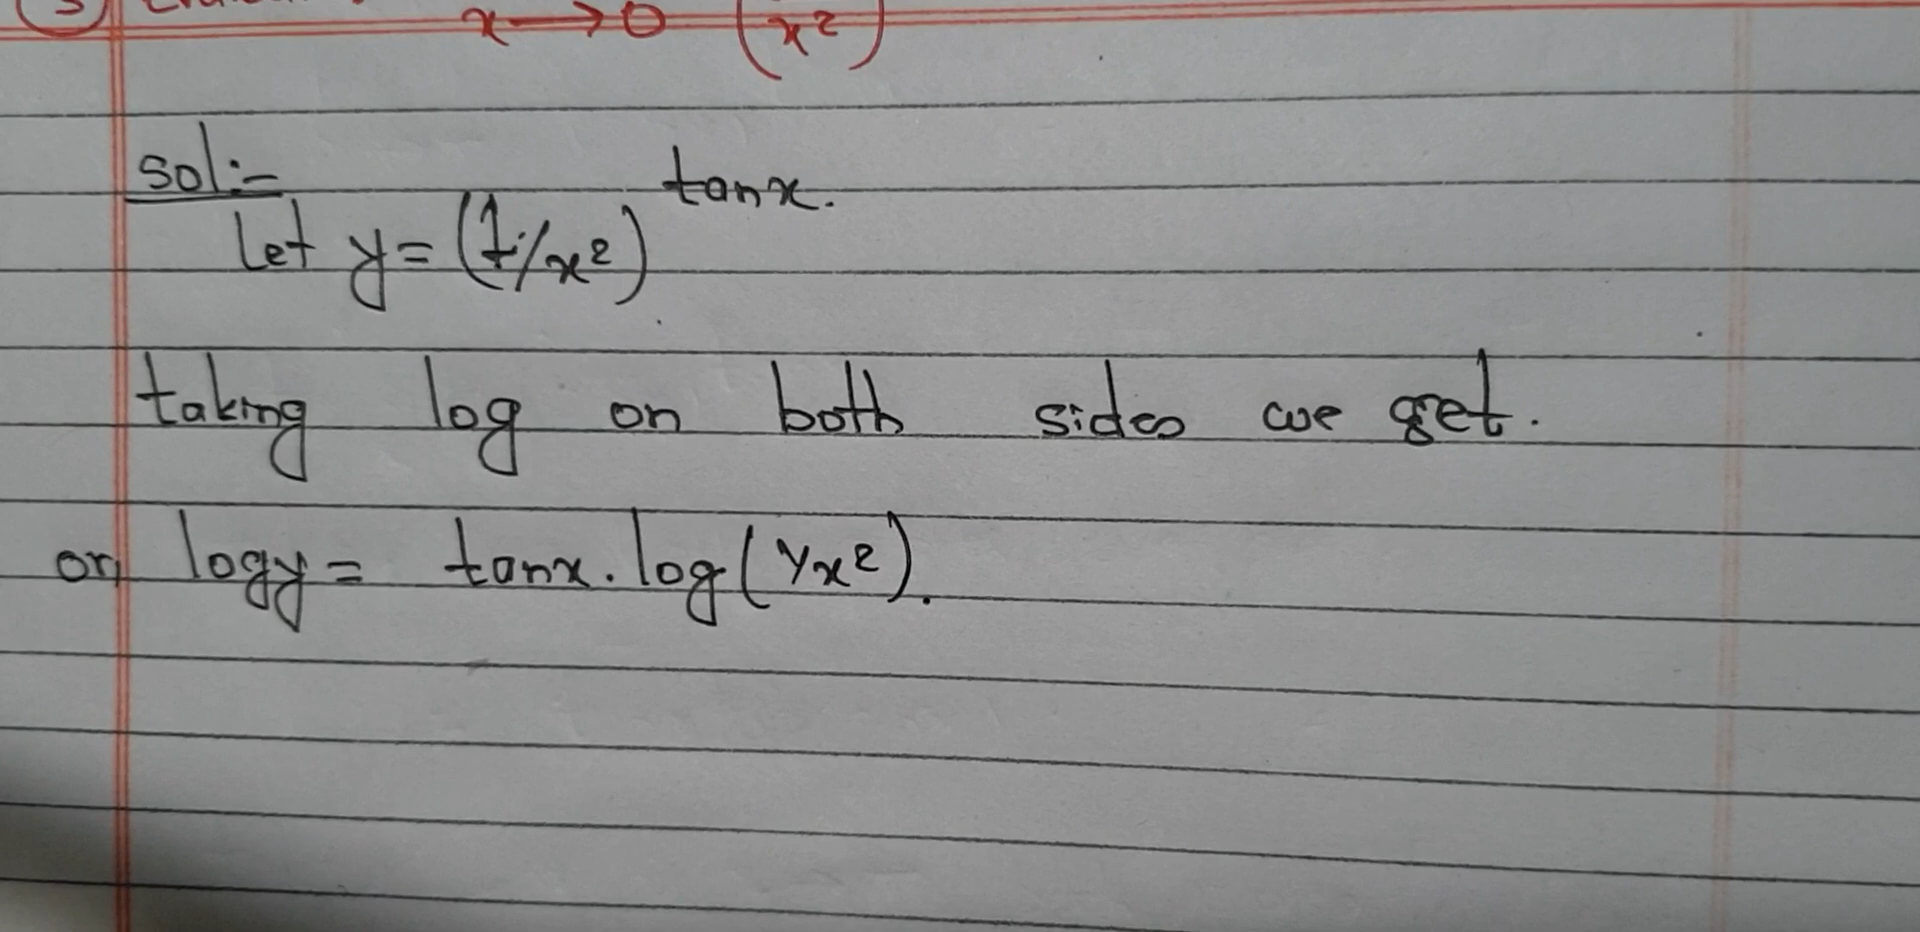 x → 0 (x²)
sol:-
Let y = (1/x²)^tanx.
taking log on both sides we get.
or, logy = tanx. log(1/x²).